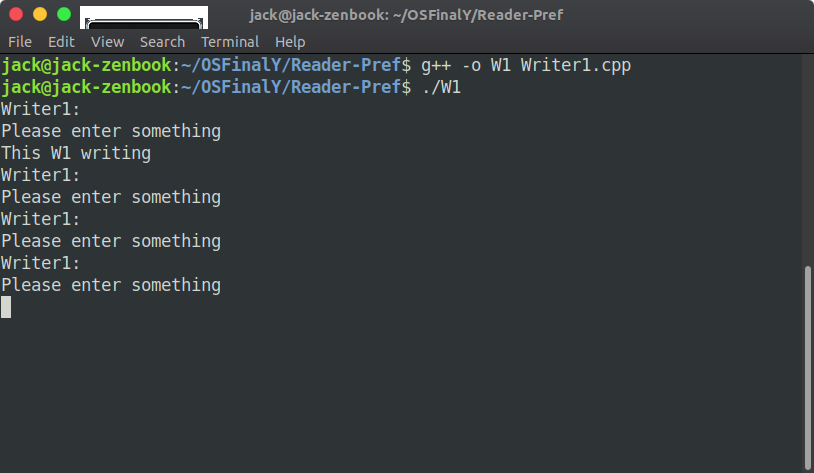 jack@jack-zenbook: ~/OSFinalY/Reader-Pref
File Edit View Search Terminal Help
jack@jack-zenbook:~/OSFinalY/Reader-Pref$ g++ -o W1 Writer1.cpp
jack@jack-zenbook:~/OSFinalY/Reader-Pref$ ./W1
Writer1:
Please enter something
This W1 writing
Writer1:
Please enter something
Writer1:
Please enter something
Writer1:
Please enter something